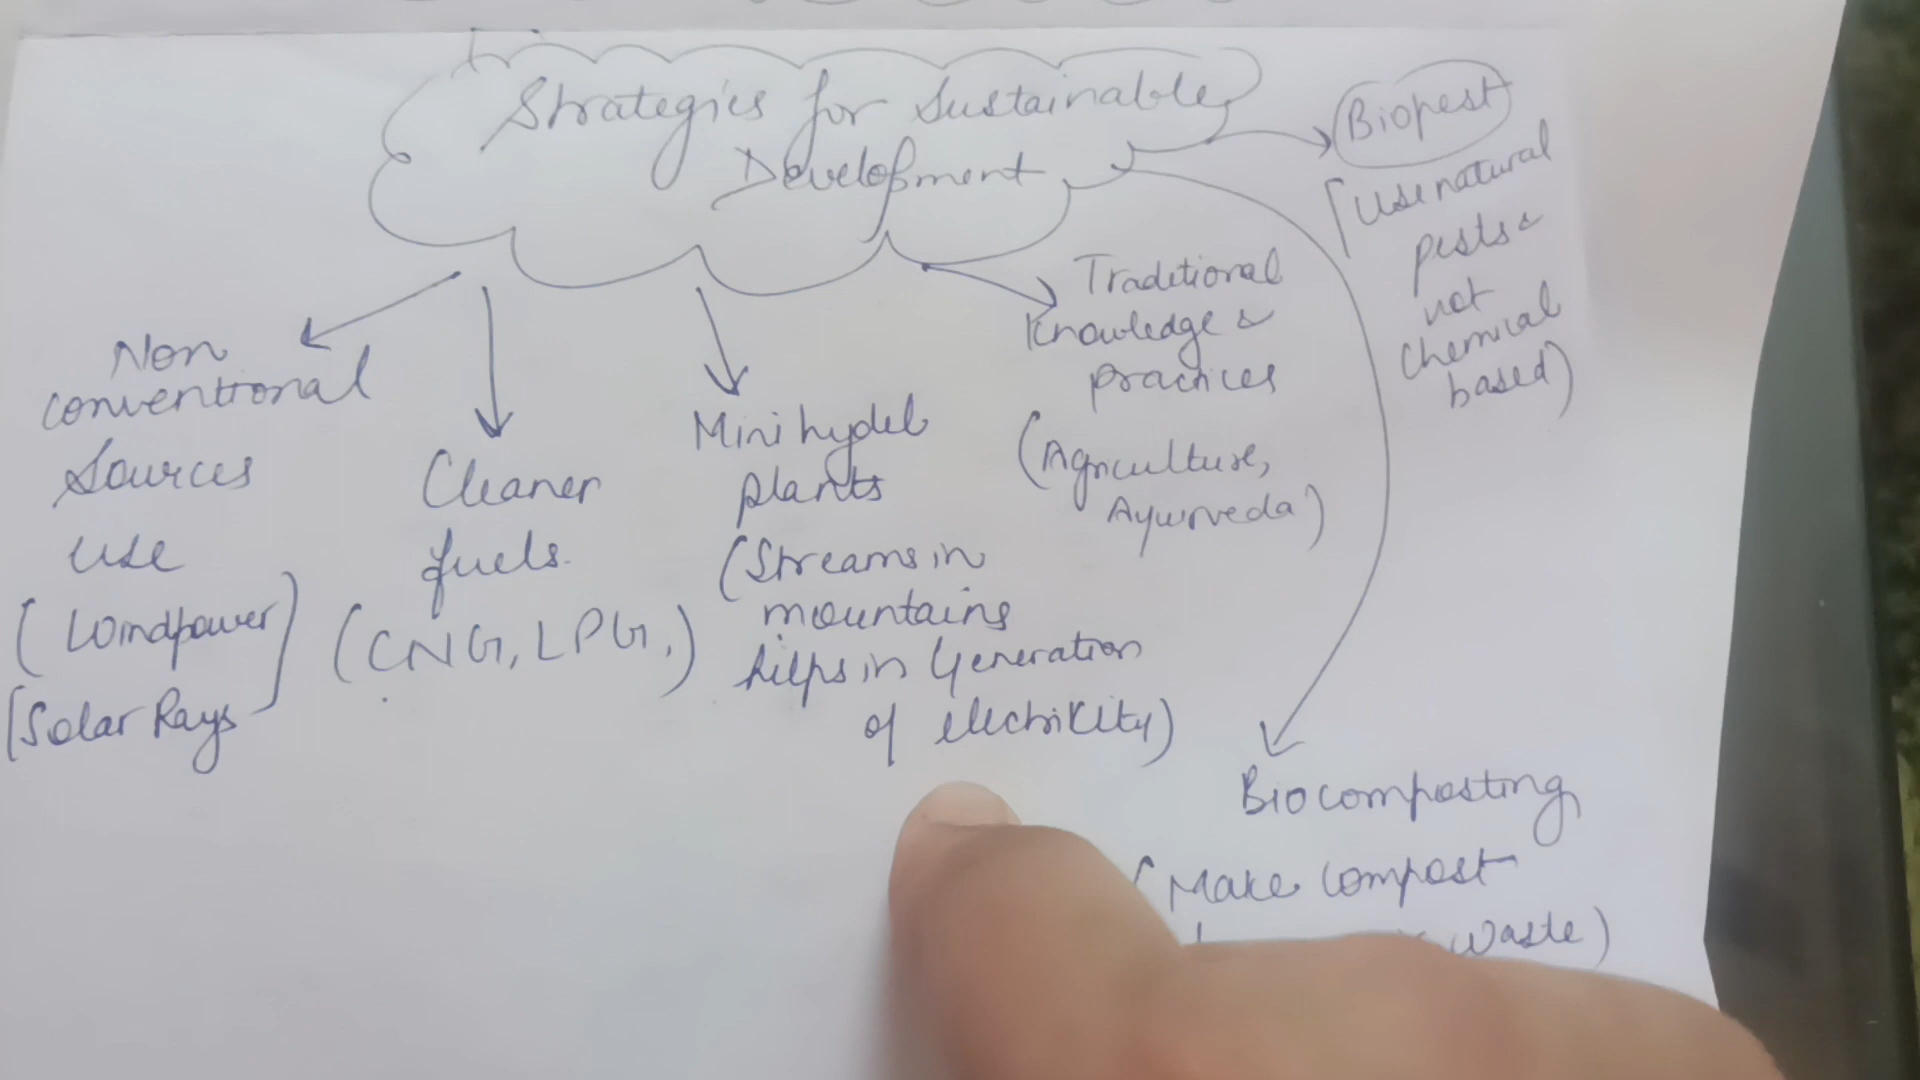 Strategies for Sustainable
Development
Non
conventional
Sources
use
(Windpower)
[Solar Rays
Cleaner
fuels.
(CNG, LPG,)
Mini hydel
plants
(Streams in
mountains
helps in Generation
of electricity)
Traditional
Knowledge &
practices
(Agriculture,
Ayurveda)
Biopest
[Use natural
pests &
not
chemical
based)
Biocomposting
(Make compost
waste)